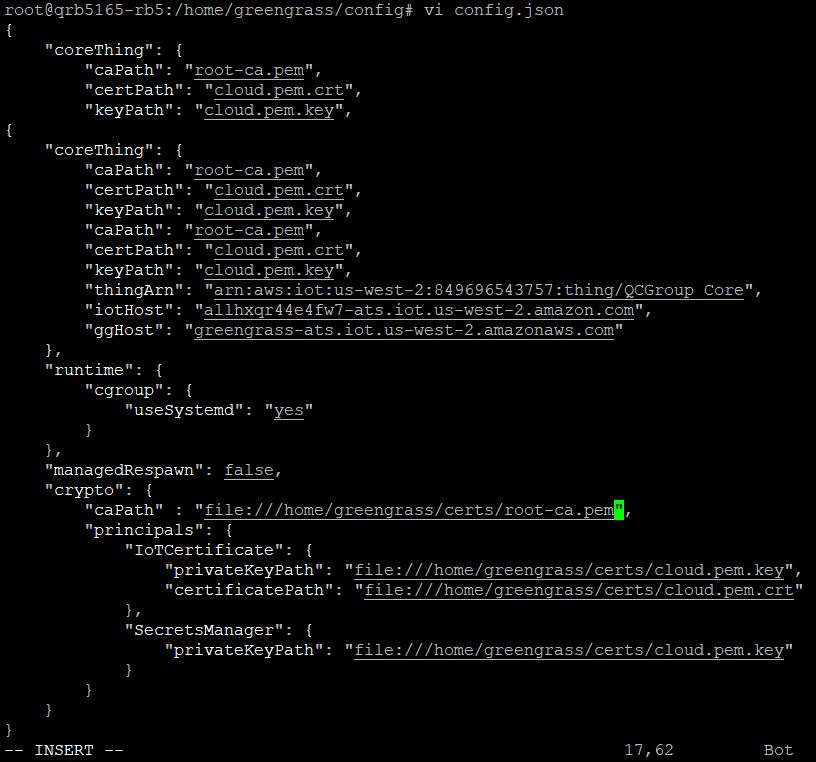 root@qrb5165-rb5:/home/greengrass/config# vi config.json
{
    "coreThing": {
        "caPath": "root-ca.pem",
        "certPath": "cloud.pem.crt",
        "keyPath": "cloud.pem.key",
{
    "coreThing": {
        "caPath": "root-ca.pem",
        "certPath": "cloud.pem.crt",
        "keyPath": "cloud.pem.key",
        "caPath": "root-ca.pem",
        "certPath": "cloud.pem.crt",
        "keyPath": "cloud.pem.key",
        "thingArn": "arn:aws:iot:us-west-2:849696543757:thing/QCGroup_Core",
        "iotHost": "allhxqr44e4fw7-ats.iot.us-west-2.amazon.com",
        "ggHost": "greengrass-ats.iot.us-west-2.amazonaws.com"
    },
    "runtime": {
        "cgroup": {
            "useSystemd": "yes"
        }
    },
    "managedRespawn": false,
    "crypto": {
        "caPath" : "file:///home/greengrass/certs/root-ca.pem",
        "principals": {
            "IoTCertificate": {
                "privateKeyPath": "file:///home/greengrass/certs/cloud.pem.key",
                "certificatePath": "file:///home/greengrass/certs/cloud.pem.crt"
            },
            "SecretsManager": {
                "privateKeyPath": "file:///home/greengrass/certs/cloud.pem.key"
            }
        }
    }
}
-- INSERT -- 17,62 Bot